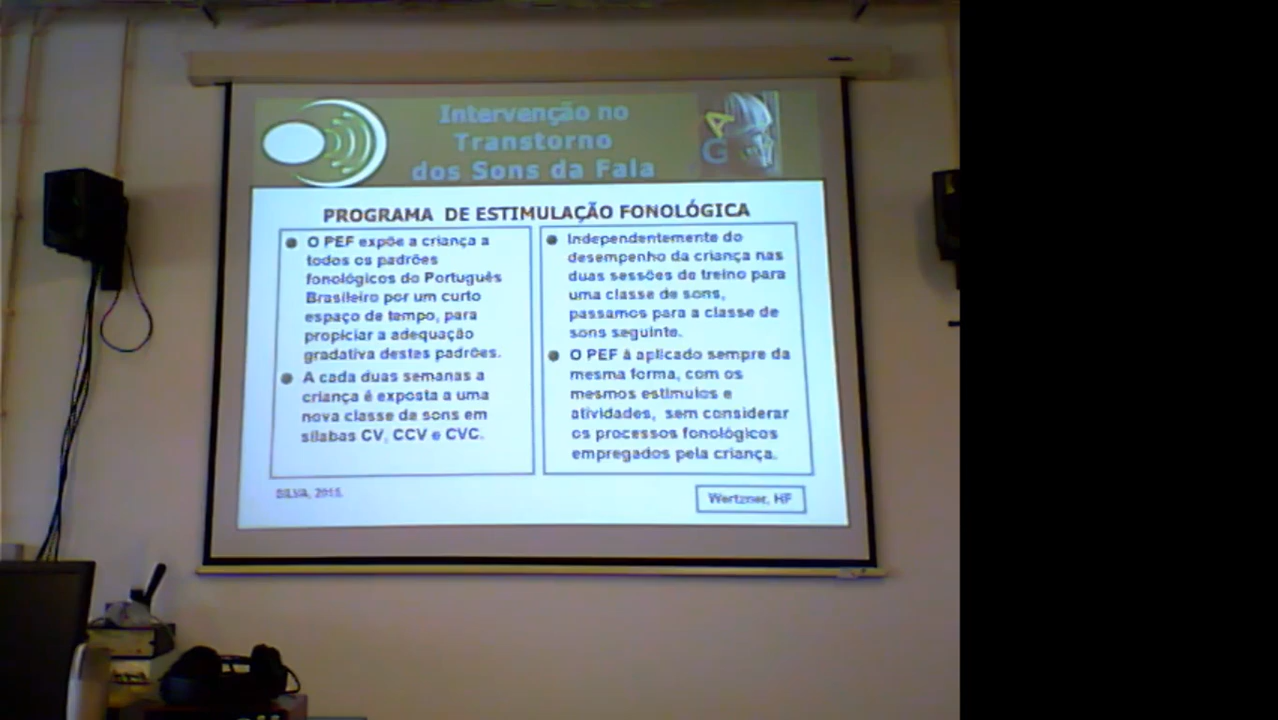 Intervenção no
Transtorno
dos Sons da Fala
A
G
PROGRAMA DE ESTIMULAÇÃO FONOLÓGICA
O PEF expõe a criança a
todos os padrões
fonológicos do Português
Brasileiro por um curto
espaço de tempo, para
propiciar a adequação
gradativa destes padrões.
A cada duas semanas a
criança é exposta a uma
nova classe de sons em
sílabas CV, CCV e CVC.
Independentemente do
desempenho da criança nas
duas sessões de treino para
uma classe de sons,
passamos para a classe de
sons seguinte.
O PEF é aplicado sempre da
mesma forma, com os
mesmos estímulos e
atividades, sem considerar
os processos fonológicos
empregados pela criança.
SILVA,
Wertzner, HF